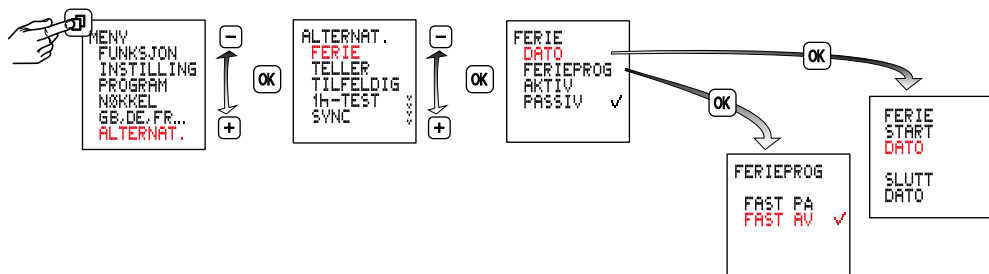 MENY
FUNKSJON
INSTILLING
PROGRAM
NØKKEL
GB,DE,FR...
ALTERNAT.
−
+
OK
ALTERNAT.
FERIE
TELLER
TILFELDIG
1h-TEST
SYNC
−
+
OK
FERIE
DATO
FERIEPROG
AKTIV
PASSIV ✓
OK
OK
FERIEPROG
FAST PA
FAST AV ✓
FERIE
START
DATO
SLUTT
DATO